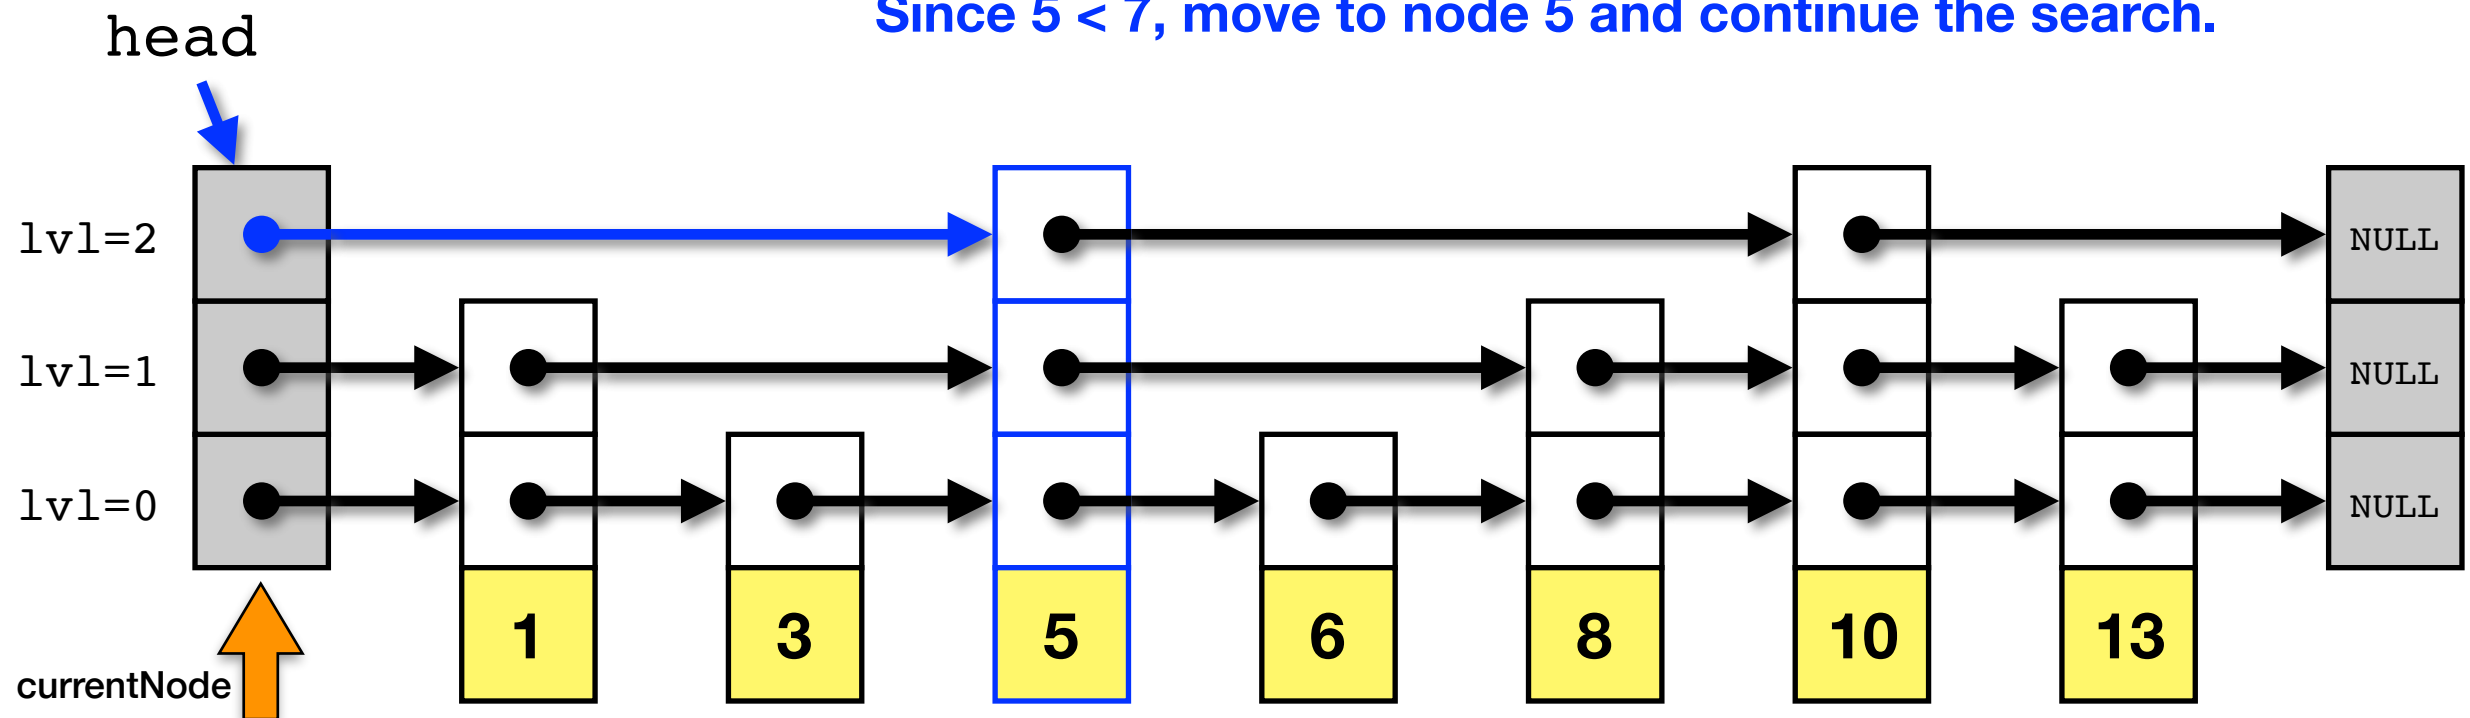 Since 5 < 7, move to node 5 and continue the search.
head
lvl=2 NULL
lvl=1 NULL
lvl=0 NULL
1 3 5 6 8 10 13
currentNode